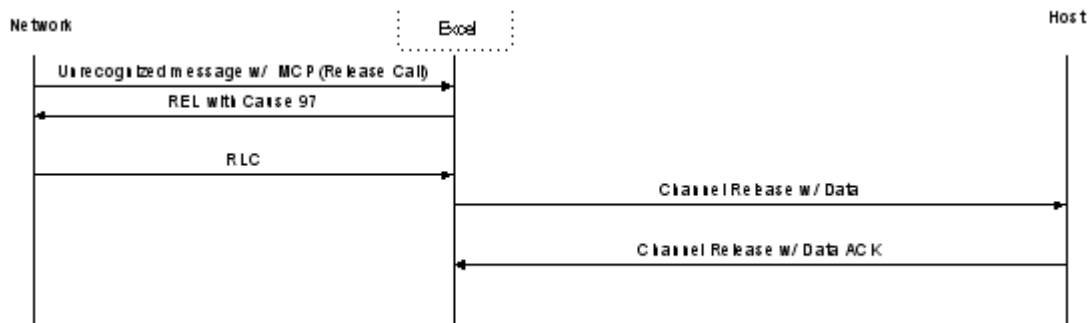 Network
Excel
Host
Unrecognized message w/ MCP (Release Call)
REL with Cause 97
RLC
Channel Release w/ Data
Channel Release w/ Data ACK